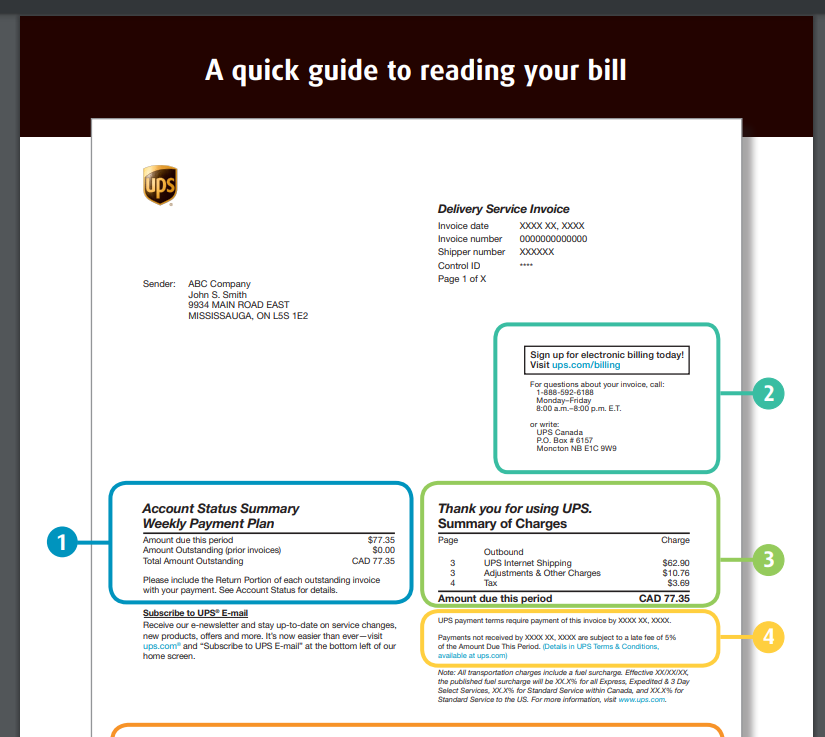 A quick guide to reading your bill
ups
Delivery Service Invoice
Invoice date XXXX XX, XXXX
Invoice number 0000000000000
Shipper number XXXXXX
Control ID ****
Page 1 of X
Sender: ABC Company
John S. Smith
9934 MAIN ROAD EAST
MISSISSAUGA, ON L5S 1E2
Sign up for electronic billing today!
Visit ups.com/billing
For questions about your invoice, call:
1-888-592-6188
Monday–Friday
8:00 a.m.–8:00 p.m. E.T.
or write:
UPS Canada
P.O. Box # 6157
Moncton NB E1C 9W9
2
1
Account Status Summary
Weekly Payment Plan
Amount due this period $77.35
Amount Outstanding (prior invoices) $0.00
Total Amount Outstanding CAD 77.35
Please include the Return Portion of each outstanding invoice
with your payment. See Account Status for details.
Subscribe to UPS® E-mail
Receive our e-newsletter and stay up-to-date on service changes,
new products, offers and more. It's now easier than ever—visit
ups.com® and "Subscribe to UPS E-mail" at the bottom left of our
home screen.
Thank you for using UPS.
Summary of Charges
Page Charge
Outbound
3 UPS Internet Shipping $62.90
3 Adjustments & Other Charges $10.76
4 Tax $3.69
Amount due this period CAD 77.35
3
UPS payment terms require payment of this invoice by XXXX XX, XXXX.
Payments not received by XXXX XX, XXXX are subject to a late fee of 5%
of the Amount Due This Period. (Details in UPS Terms & Conditions,
available at ups.com)
4
Note: All transportation charges include a fuel surcharge. Effective XX/XX/XX,
the published fuel surcharge will be XX.X% for all Express, Expedited & 3 Day
Select Services, XX.X% for Standard Service within Canada, and XX.X% for
Standard Service to the US. For more information, visit www.ups.com.